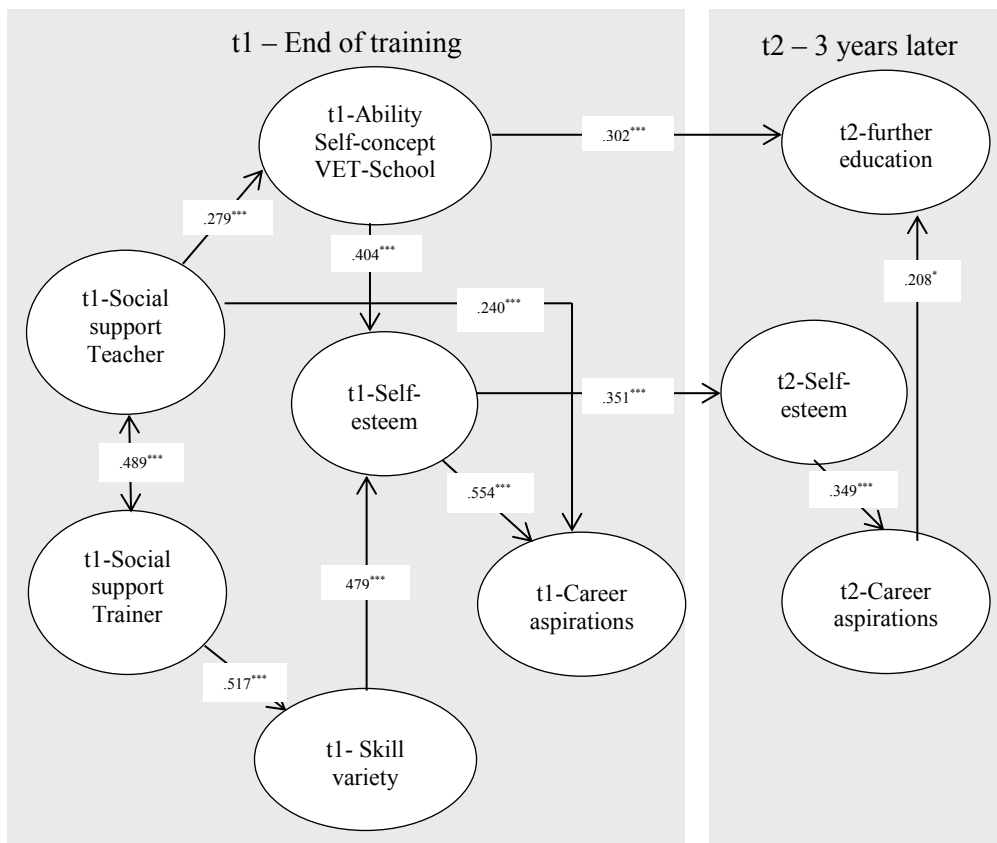 t1 – End of training
t2 – 3 years later
t1-Ability
Self-concept
VET-School
.302***
t2-further
education
.279***
.404***
.208*
t1-Social
support
Teacher
.240***
t1-Self-
esteem
.351***
t2-Self-
esteem
.489***
.554***
.349***
t1-Social
support
Trainer
479***
t1-Career
aspirations
t2-Career
aspirations
.517***
t1- Skill
variety